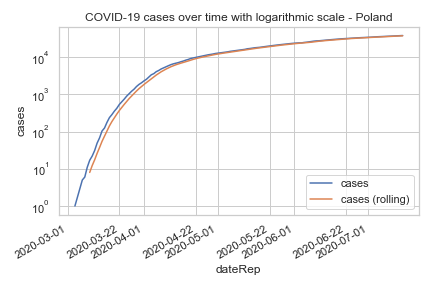 COVID-19 cases over time with logarithmic scale - Poland
10⁴
10³
10²
10¹
10⁰
cases
cases
cases (rolling)
2020-03-01
2020-03-22
2020-04-01
2020-04-22
2020-05-01
2020-05-22
2020-06-01
2020-06-22
2020-07-01
dateRep